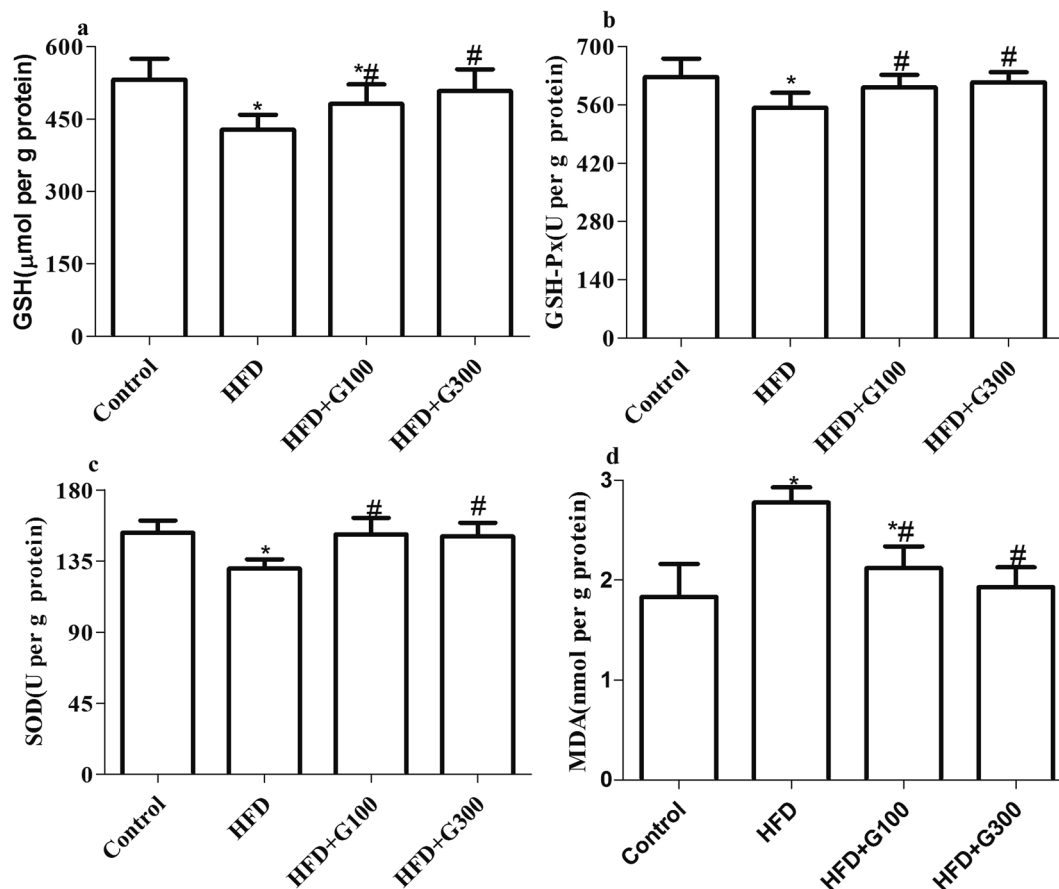 a
GSH(μmol per g protein)
600
450
300
150
0
*
*#
#
Control
HFD
HFD+G100
HFD+G300
b
GSH-Px(U per g protein)
700
560
420
280
140
0
*
#
#
Control
HFD
HFD+G100
HFD+G300
c
SOD(U per g protein)
180
135
90
45
0
*
#
#
Control
HFD
HFD+G100
HFD+G300
d
MDA(nmol per g protein)
3
2
1
0
*
*#
#
Control
HFD
HFD+G100
HFD+G300